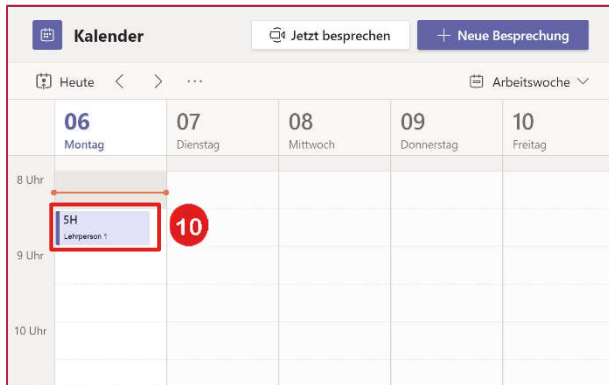 Kalender
Jetzt besprechen
+ Neue Besprechung
Heute < > ...
Arbeitswoche
06 07 08 09 10
Montag Dienstag Mittwoch Donnerstag Freitag
8 Uhr
5H
Lehrperson 1
10
9 Uhr
10 Uhr